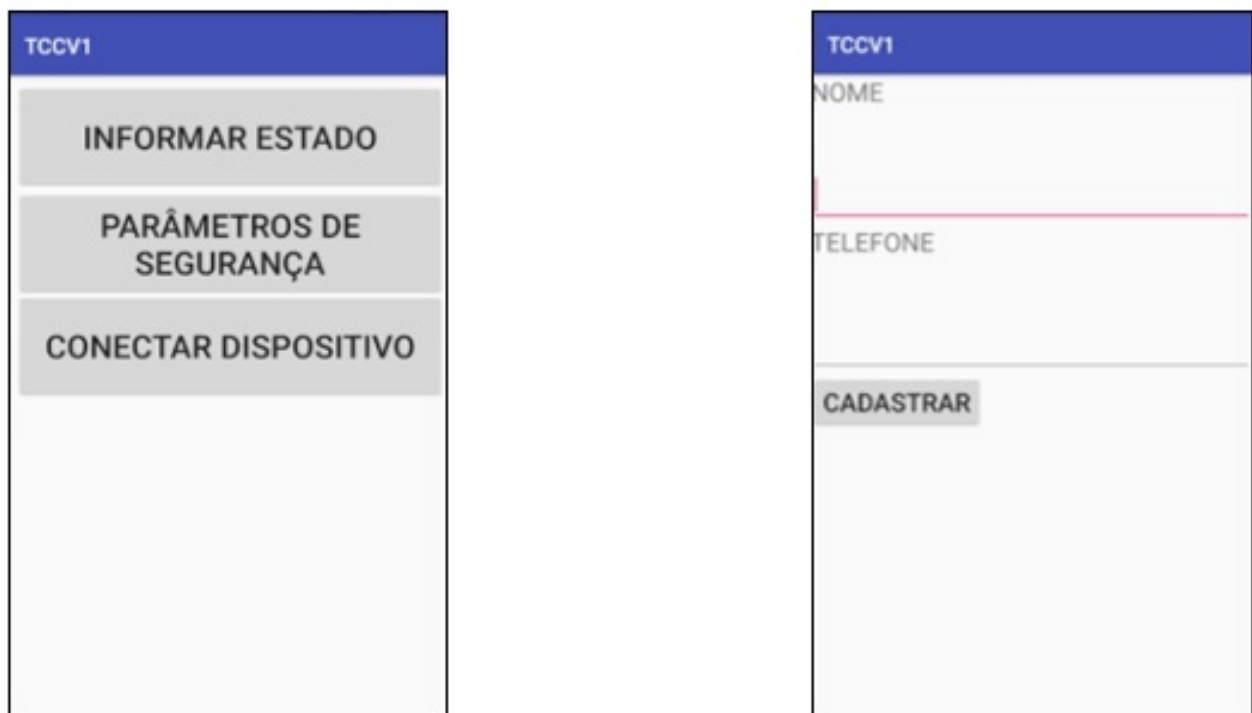 TCCV1
INFORMAR ESTADO
PARÂMETROS DE
SEGURANÇA
CONECTAR DISPOSITIVO
TCCV1
NOME
TELEFONE
CADASTRAR